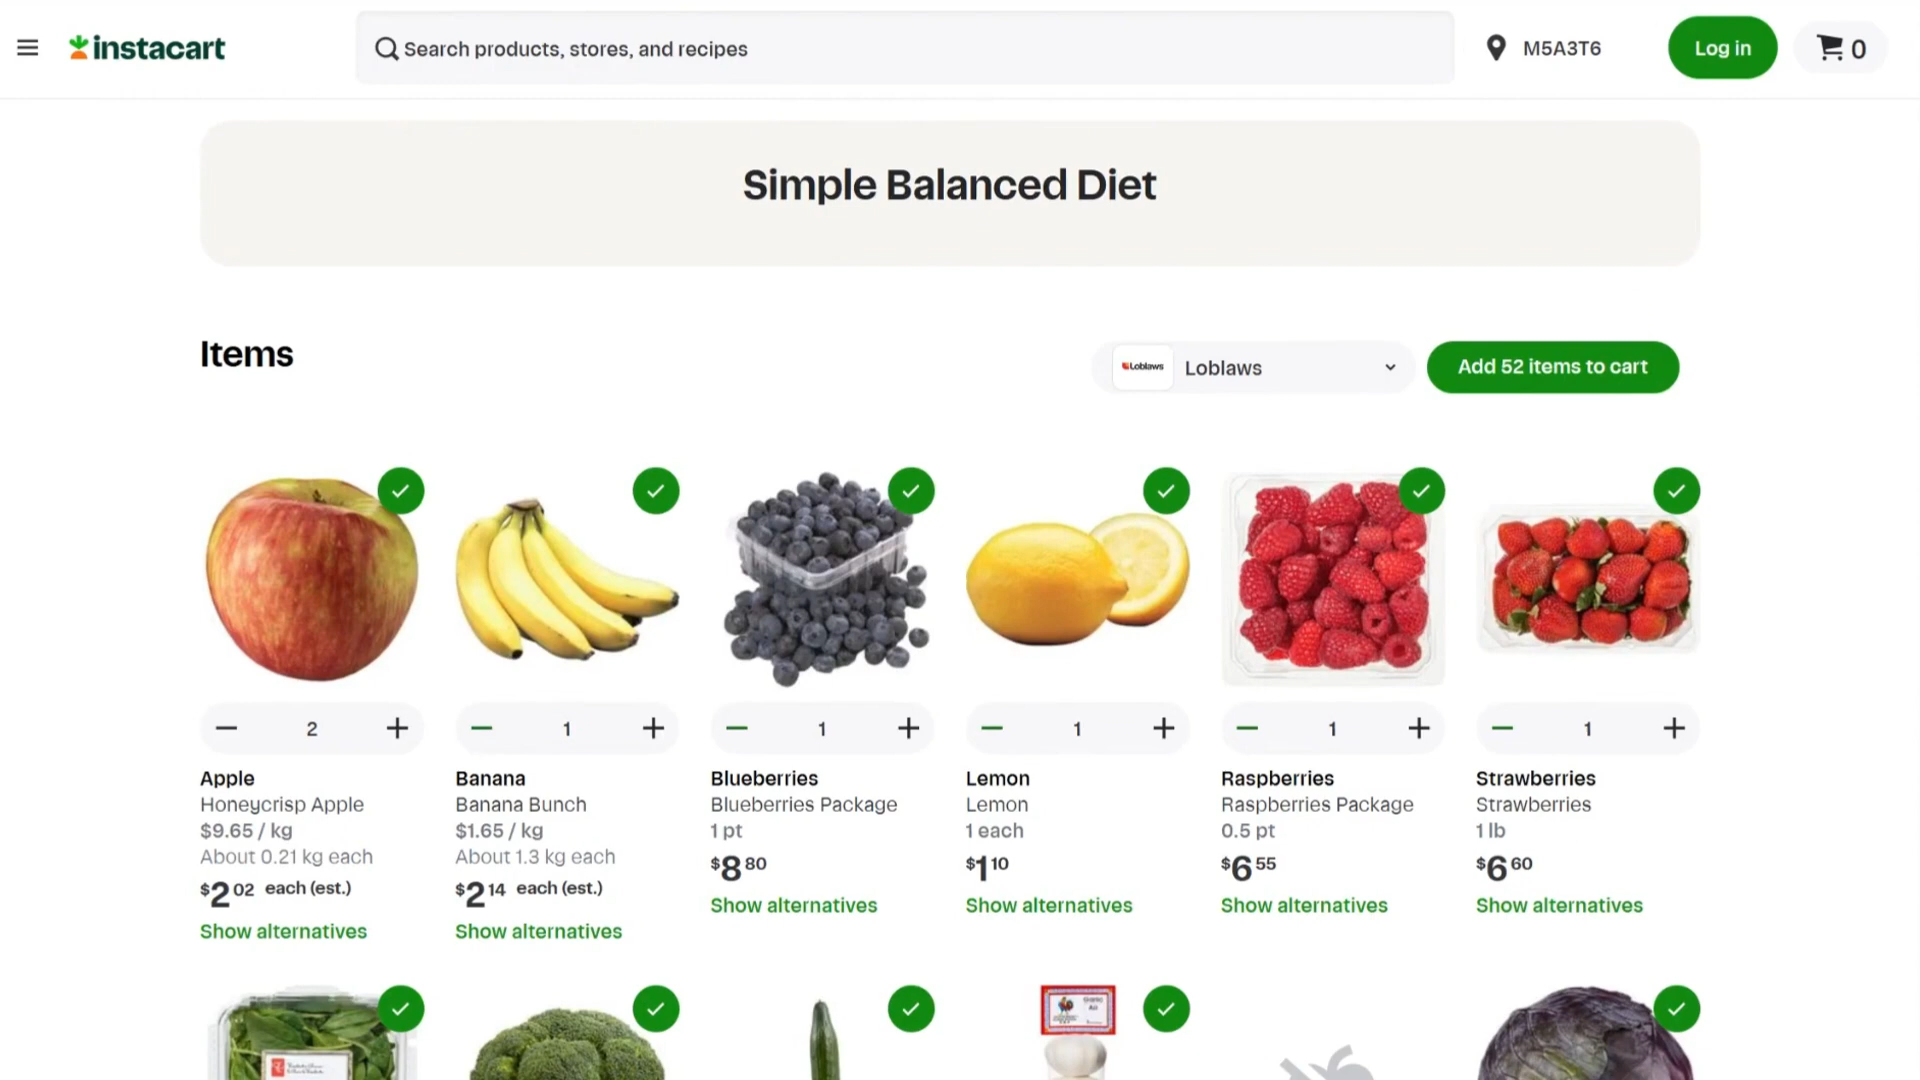 instacart
Search products, stores, and recipes
M5A3T6
Log in
0
Simple Balanced Diet
Items
Loblaws
Loblaws
Add 52 items to cart
2
1
1
1
1
1
Apple
Honeycrisp Apple
$9.65 / kg
About 0.21 kg each
$2 02 each (est.)
Show alternatives
Banana
Banana Bunch
$1.65 / kg
About 1.3 kg each
$2 14 each (est.)
Show alternatives
Blueberries
Blueberries Package
1 pt
$8 80
Show alternatives
Lemon
Lemon
1 each
$1 10
Show alternatives
Raspberries
Raspberries Package
0.5 pt
$6 55
Show alternatives
Strawberries
Strawberries
1 lb
$6 60
Show alternatives